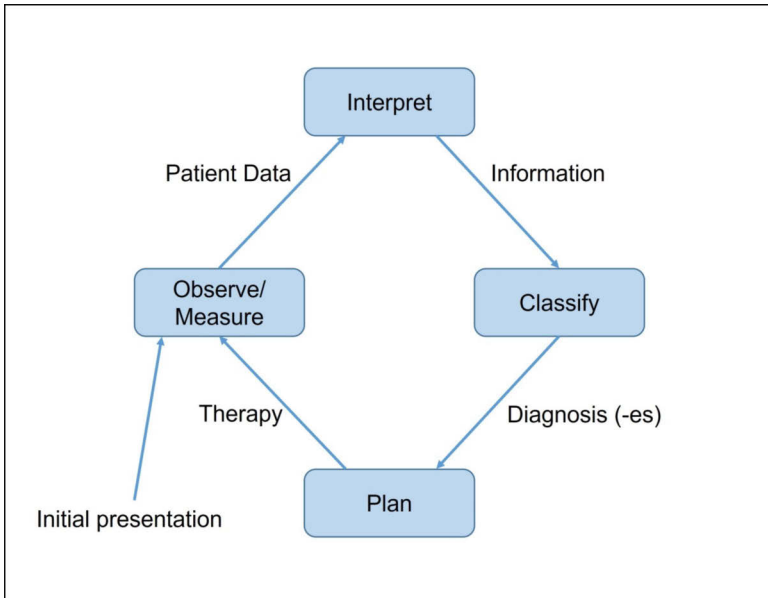 Interpret
Patient Data
Information
Observe/
Measure
Classify
Therapy
Diagnosis (-es)
Plan
Initial presentation